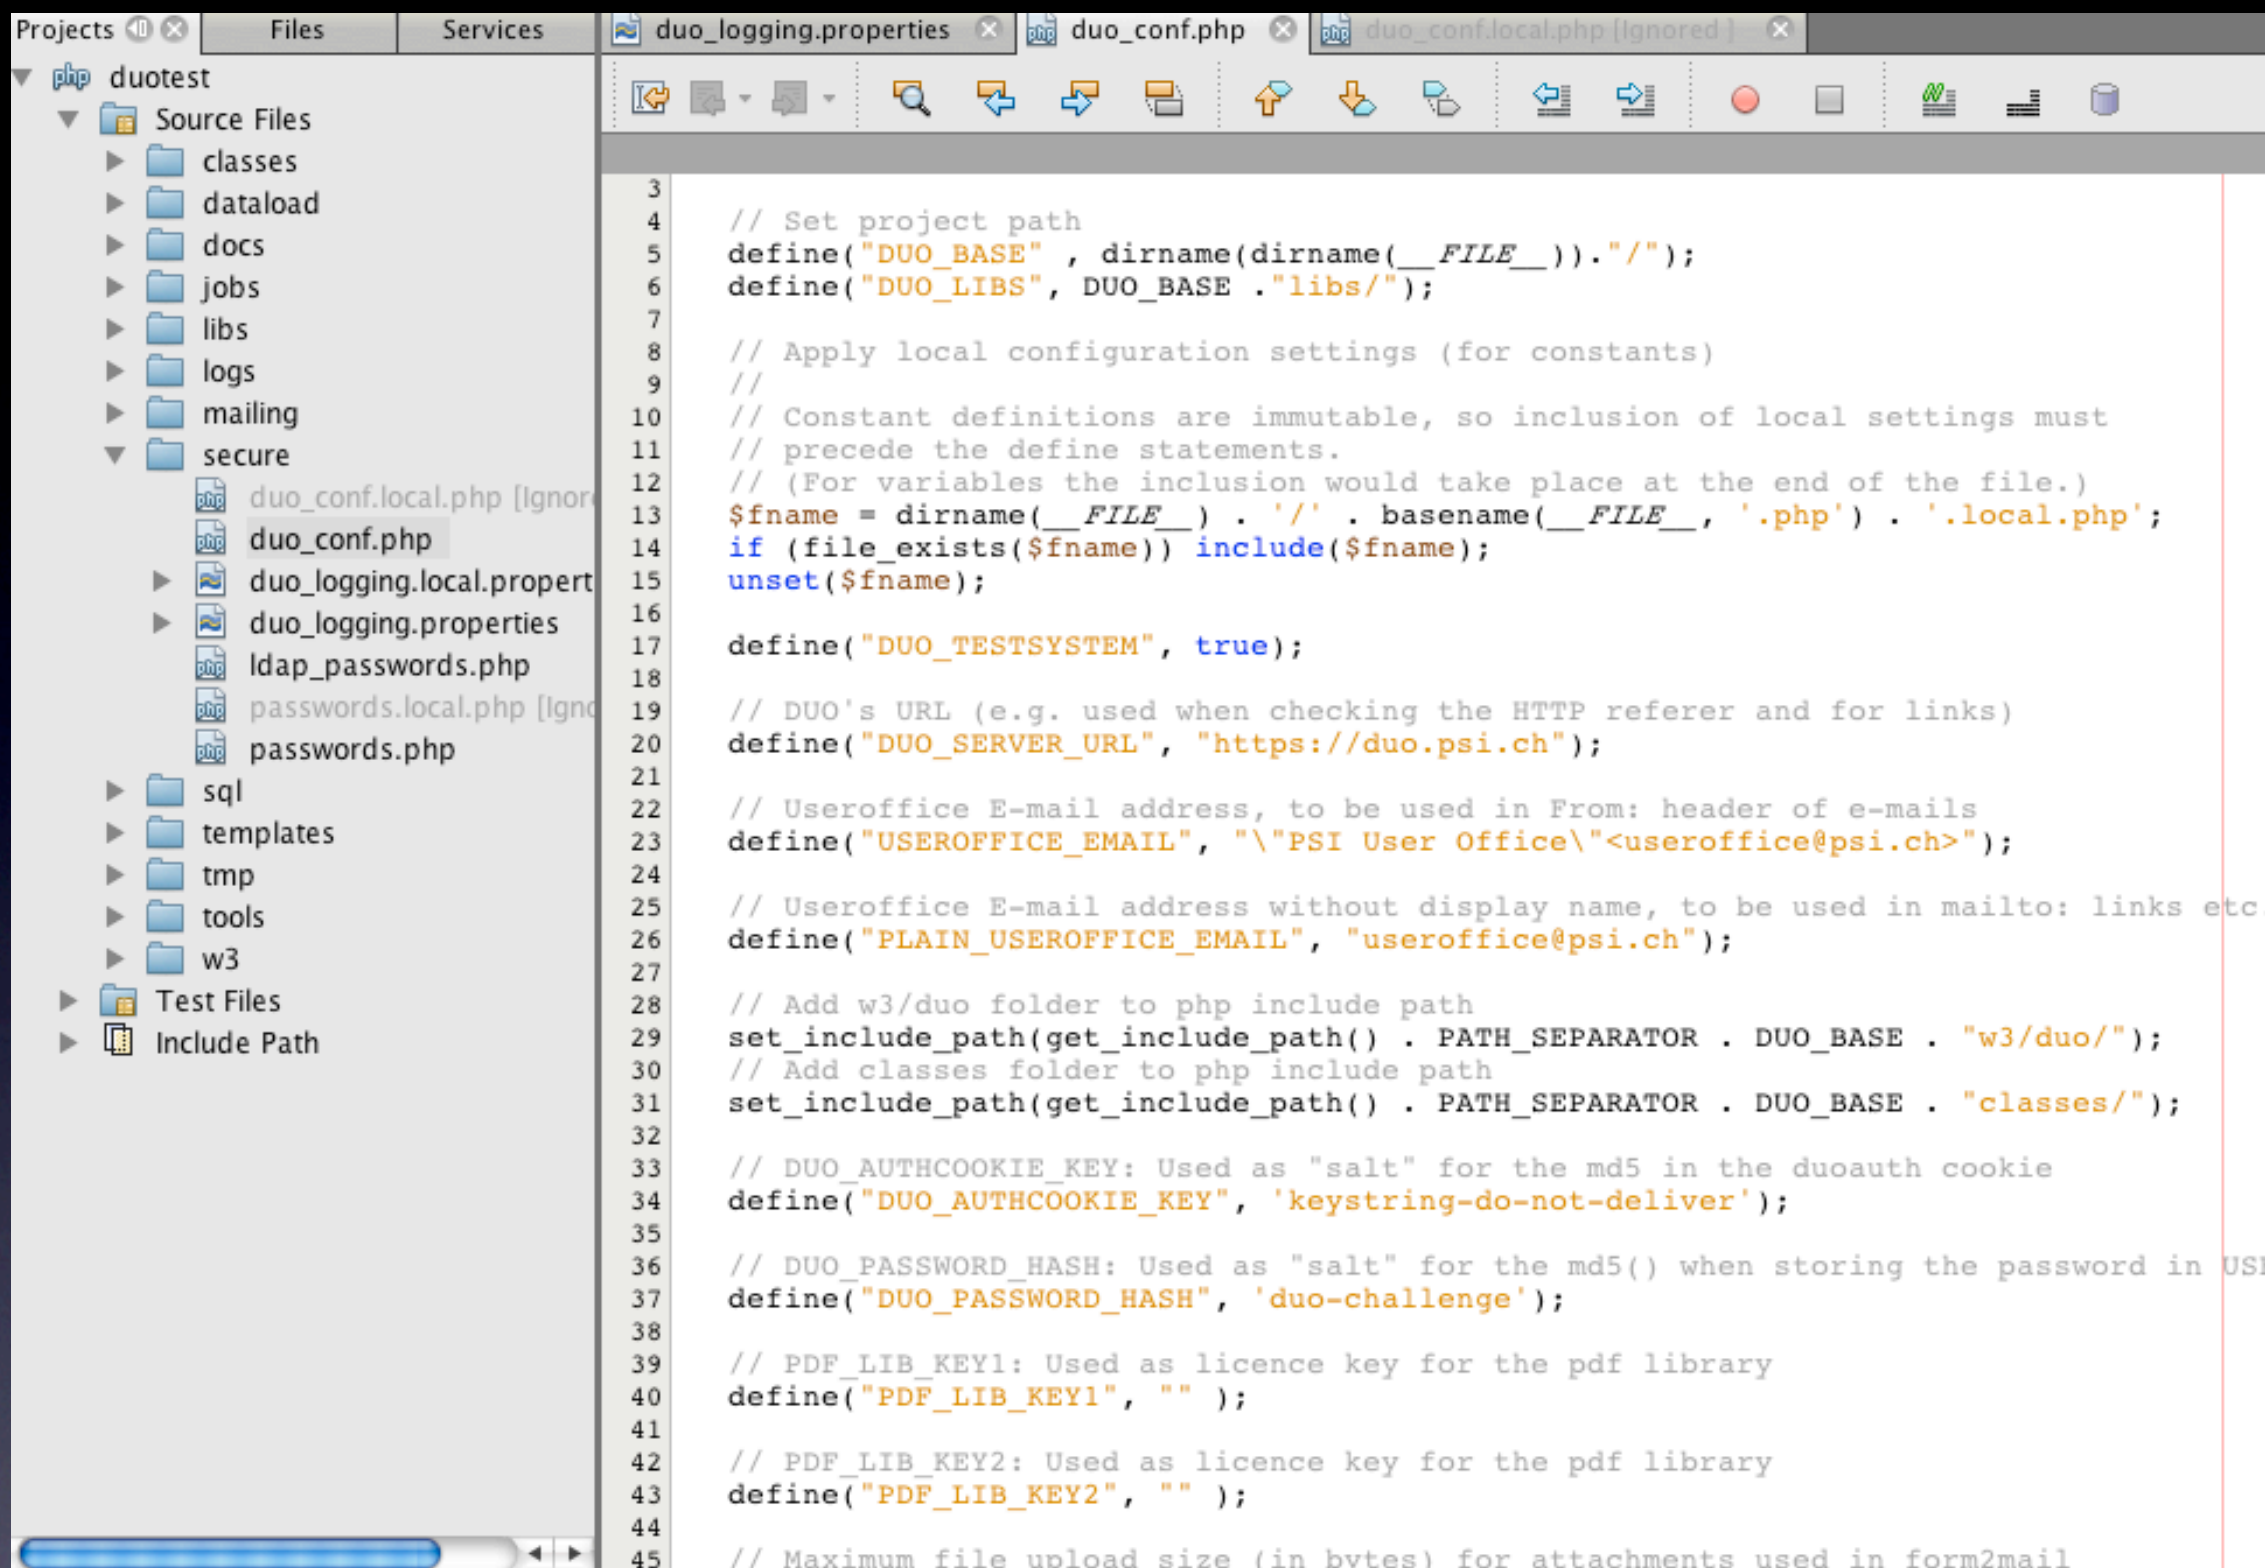 Projects Files Services
duotest
Source Files
classes
dataload
docs
jobs
libs
logs
mailing
secure
duo_conf.local.php [Ignor
duo_conf.php
duo_logging.local.propert
duo_logging.properties
ldap_passwords.php
passwords.local.php [Ign
passwords.php
sql
templates
tmp
tools
w3
Test Files
Include Path
duo_logging.properties duo_conf.php duo_conf.local.php [Ignored ]
3
4 // Set project path
5 define("DUO_BASE" , dirname(dirname(__FILE__))."/");
6 define("DUO_LIBS", DUO_BASE ."libs/");
7
8 // Apply local configuration settings (for constants)
9 //
10 // Constant definitions are immutable, so inclusion of local settings must
11 // precede the define statements.
12 // (For variables the inclusion would take place at the end of the file.)
13 $fname = dirname(__FILE__) . '/' . basename(__FILE__, '.php') . '.local.php';
14 if (file_exists($fname)) include($fname);
15 unset($fname);
16
17 define("DUO_TESTSYSTEM", true);
18
19 // DUO's URL (e.g. used when checking the HTTP referer and for links)
20 define("DUO_SERVER_URL", "https://duo.psi.ch");
21
22 // Useroffice E-mail address, to be used in From: header of e-mails
23 define("USEROFFICE_EMAIL", "\"PSI User Office\"<useroffice@psi.ch>");
24
25 // Useroffice E-mail address without display name, to be used in mailto: links etc
26 define("PLAIN_USEROFFICE_EMAIL", "useroffice@psi.ch");
27
28 // Add w3/duo folder to php include path
29 set_include_path(get_include_path() . PATH_SEPARATOR . DUO_BASE . "w3/duo/");
30 // Add classes folder to php include path
31 set_include_path(get_include_path() . PATH_SEPARATOR . DUO_BASE . "classes/");
32
33 // DUO_AUTHCOOKIE_KEY: Used as "salt" for the md5 in the duoauth cookie
34 define("DUO_AUTHCOOKIE_KEY", 'keystring-do-not-deliver');
35
36 // DUO_PASSWORD_HASH: Used as "salt" for the md5() when storing the password in US
37 define("DUO_PASSWORD_HASH", 'duo-challenge');
38
39 // PDF_LIB_KEY1: Used as licence key for the pdf library
40 define("PDF_LIB_KEY1", "" );
41
42 // PDF_LIB_KEY2: Used as licence key for the pdf library
43 define("PDF_LIB_KEY2", "" );
44
45 // Maximum file upload size (in bytes) for attachments used in form2mail